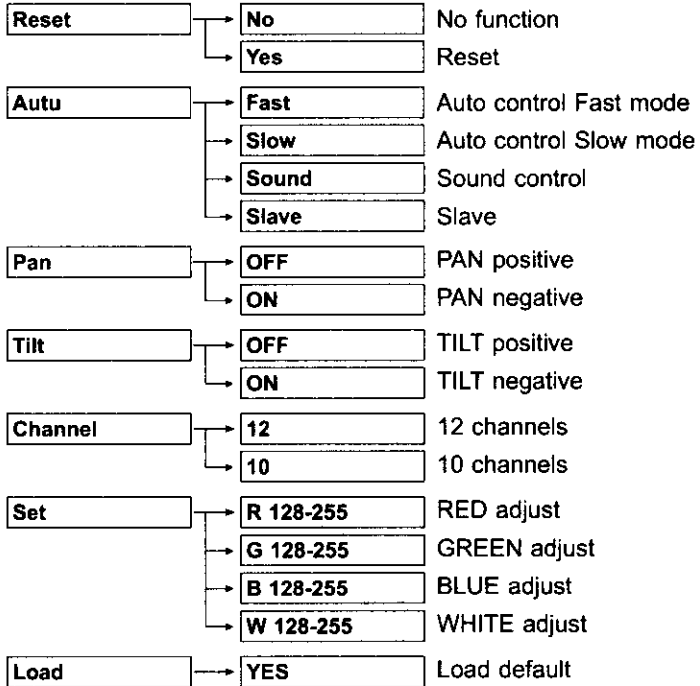 Reset No No function
Yes Reset
Autu Fast Auto control Fast mode
Slow Auto control Slow mode
Sound Sound control
Slave Slave
Pan OFF PAN positive
ON PAN negative
Tilt OFF TILT positive
ON TILT negative
Channel 12 12 channels
10 10 channels
Set R 128-255 RED adjust
G 128-255 GREEN adjust
B 128-255 BLUE adjust
W 128-255 WHITE adjust
Load YES Load default